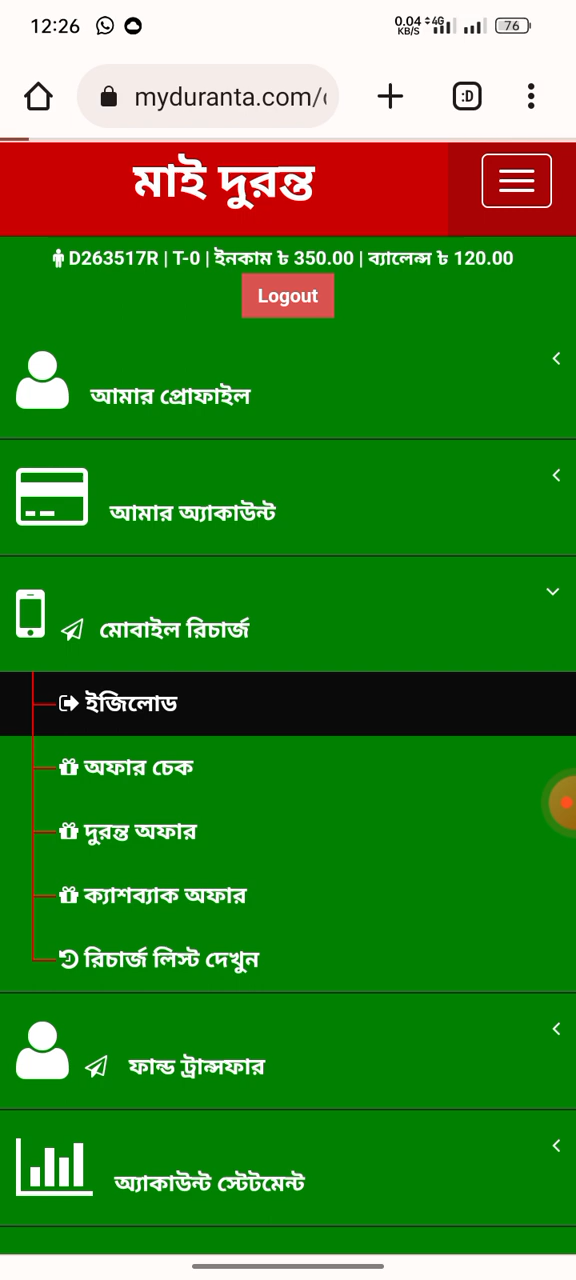 12:26
0.04 KB/S 4G 76
myduranta.com/
মাই দুরন্ত
D263517R | T-0 | ইনকাম ৳ 350.00 | ব্যালেন্স ৳ 120.00
Logout
আমার প্রোফাইল
আমার অ্যাকাউন্ট
মোবাইল রিচার্জ
ইজিলোড
অফার চেক
দুরন্ত অফার
ক্যাশব্যাক অফার
রিচার্জ লিস্ট দেখুন
ফান্ড ট্রান্সফার
অ্যাকাউন্ট স্টেটমেন্ট